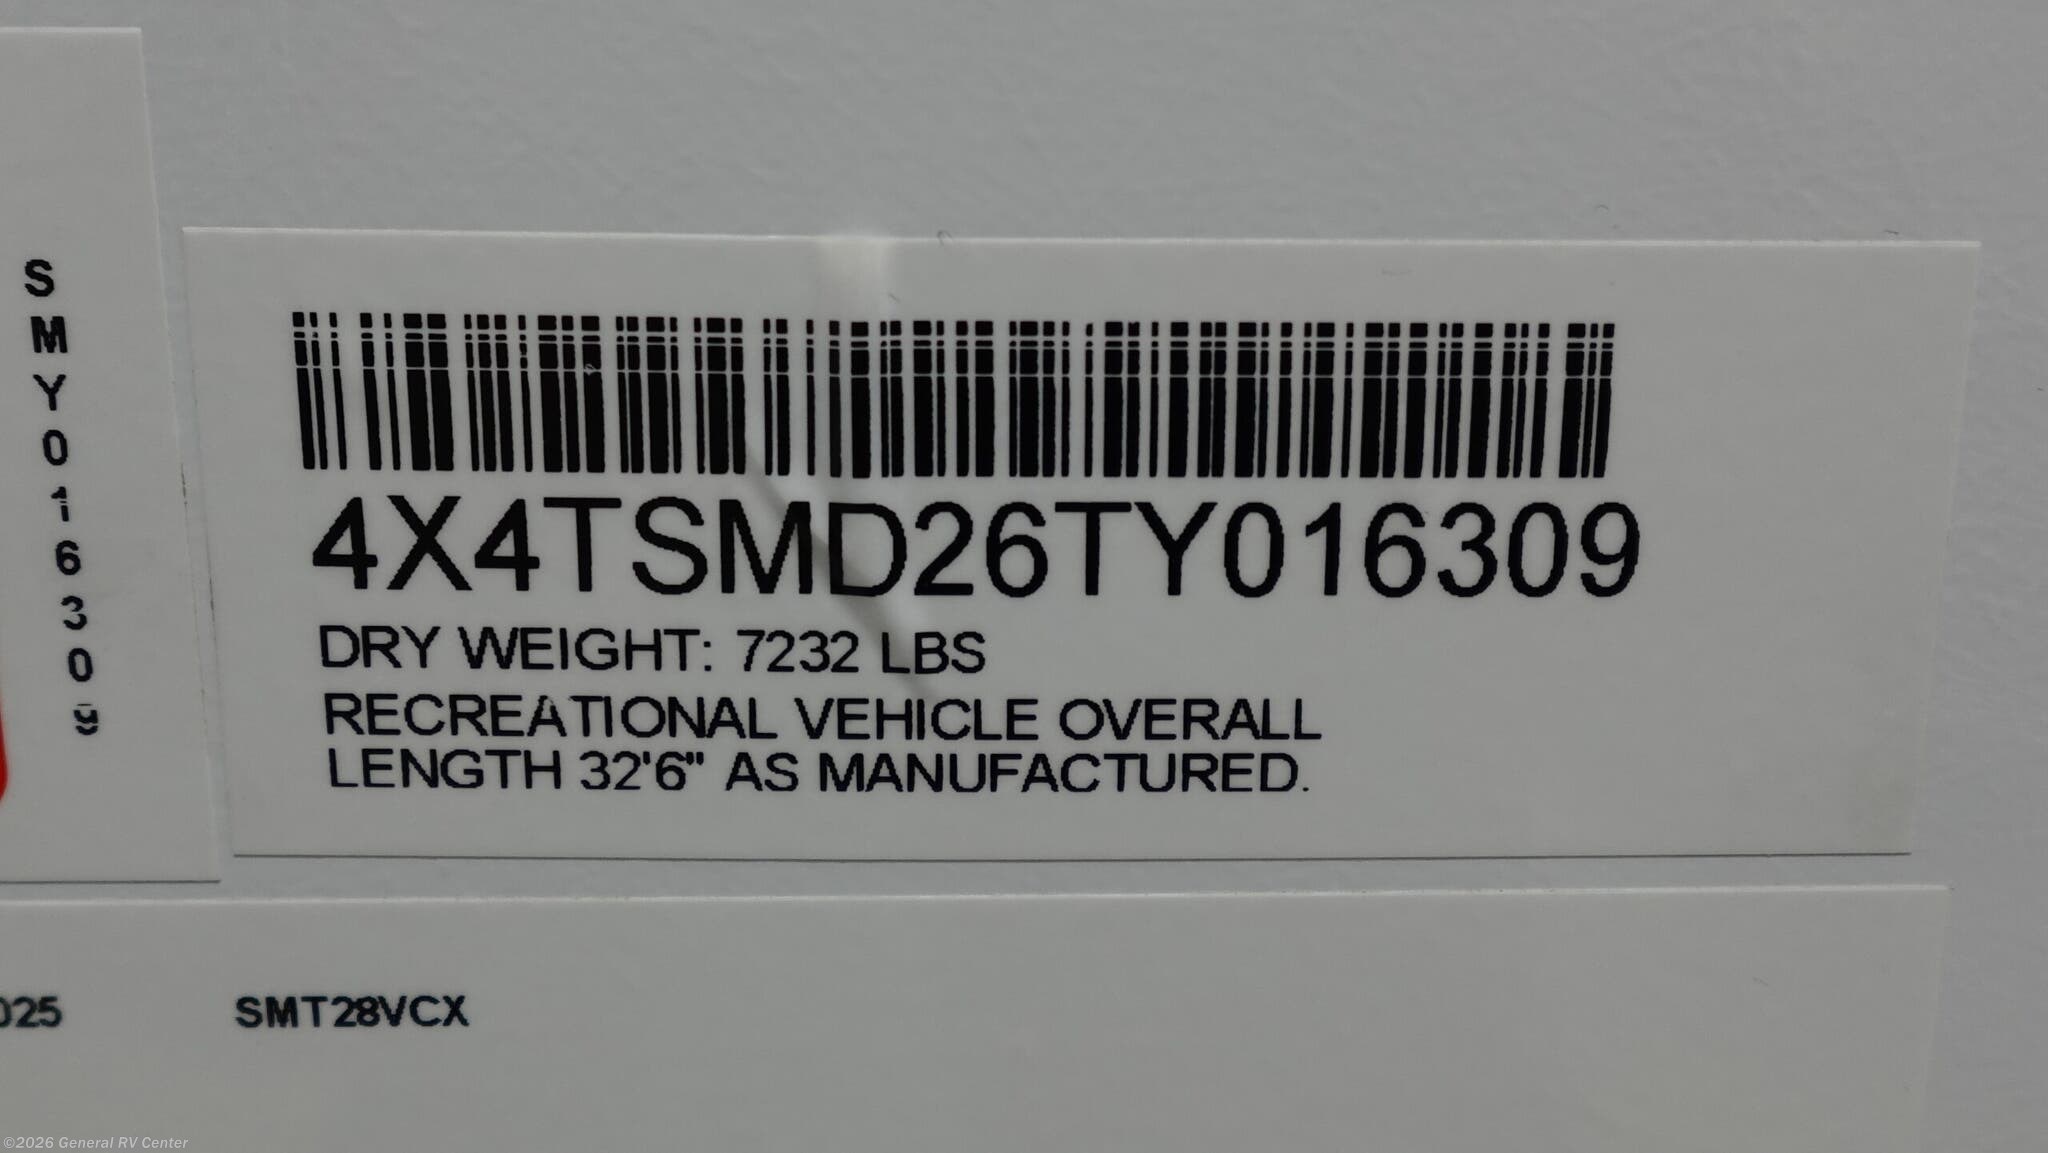 SMY016309
4X4TSMD26TY016309
DRY WEIGHT: 7232 LBS
RECREATIONAL VEHICLE OVERALL
LENGTH 32'6" AS MANUFACTURED.
025 SMT28VCX
©2026 General RV Center